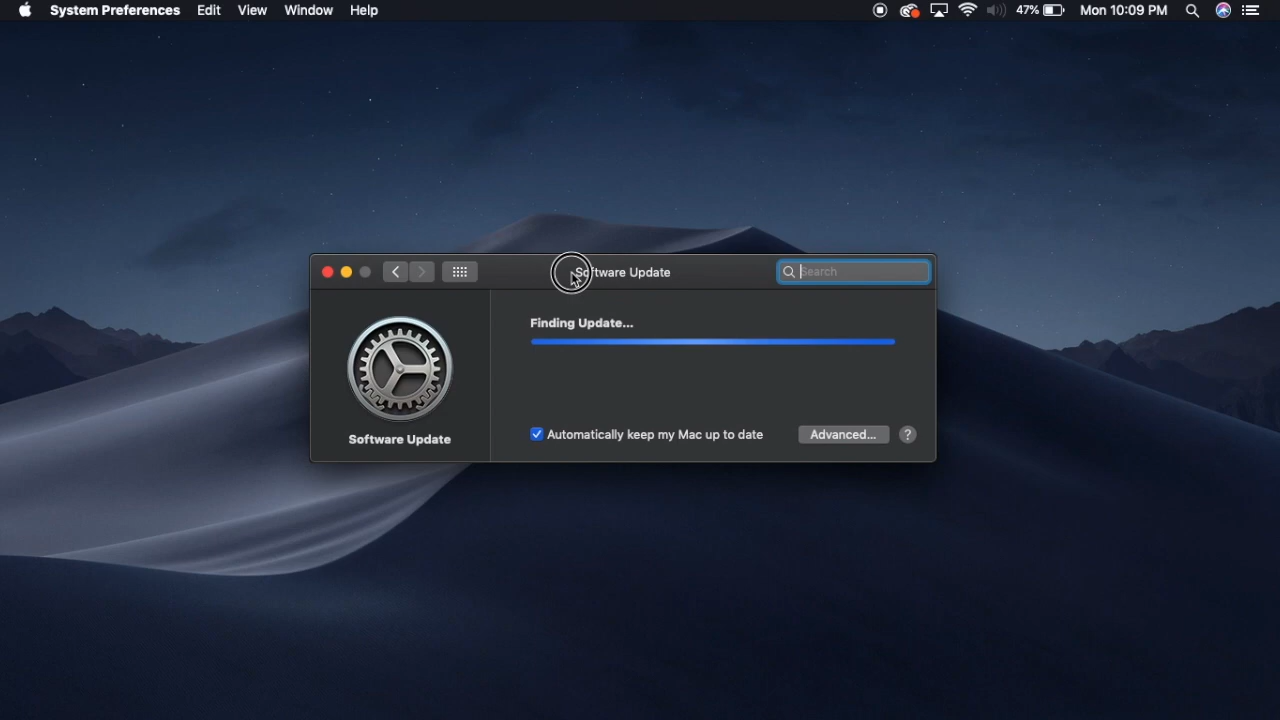 System Preferences Edit View Window Help 47% Mon 10:09 PM
Software Update Search
Finding Update...
Automatically keep my Mac up to date Advanced... ?
Software Update